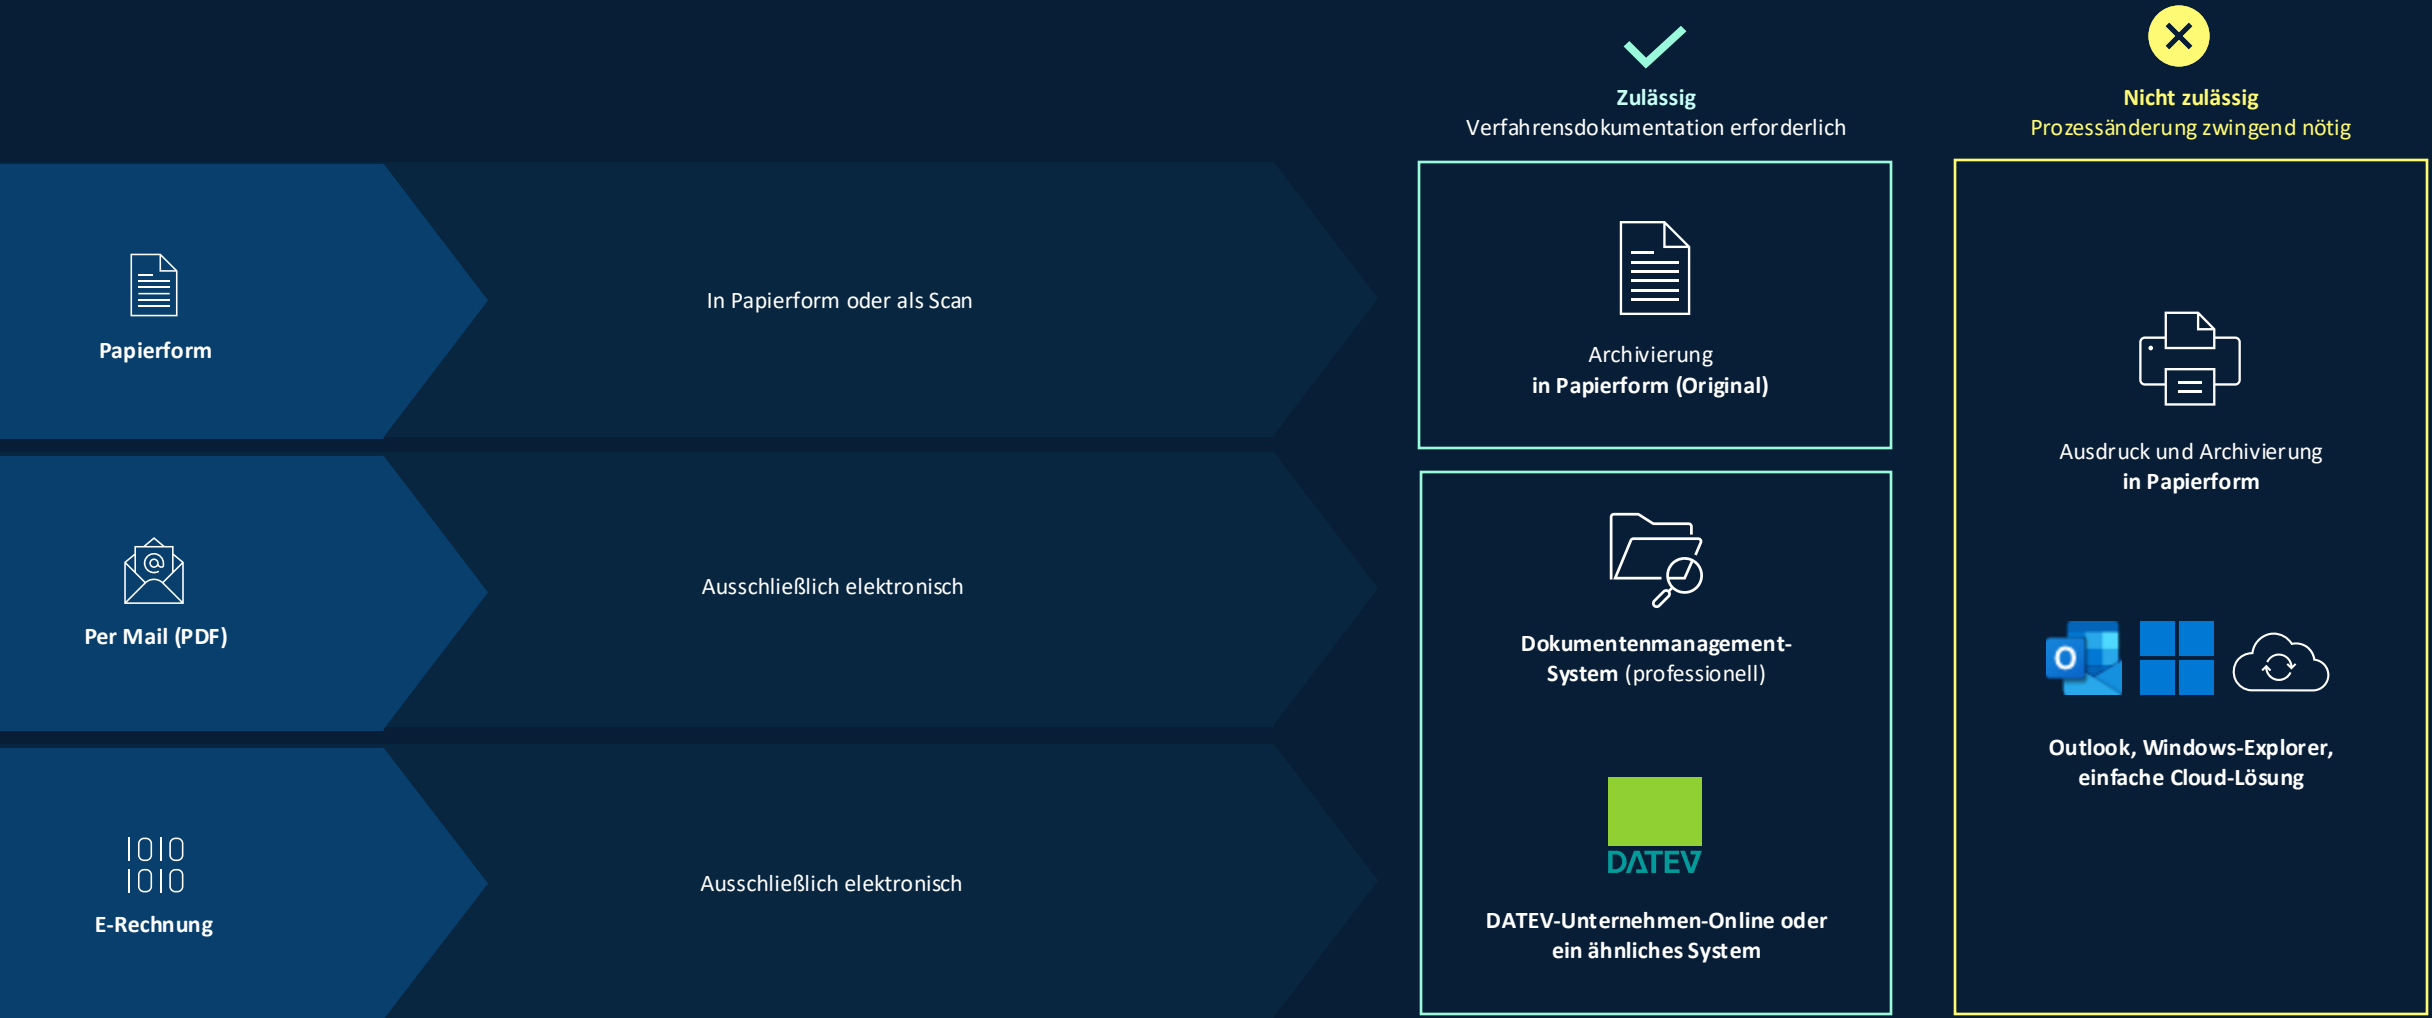 Zulässig
Verfahrensdokumentation erforderlich
Nicht zulässig
Prozessänderung zwingend nötig
Papierform
In Papierform oder als Scan
Archivierung
in Papierform (Original)
Ausdruck und Archivierung
in Papierform
@
Per Mail (PDF)
Ausschließlich elektronisch
Dokumentenmanagement-
System (professionell)
O
Outlook, Windows-Explorer,
einfache Cloud-Lösung
1010
1010
E-Rechnung
Ausschließlich elektronisch
DATEV
DATEV-Unternehmen-Online oder
ein ähnliches System